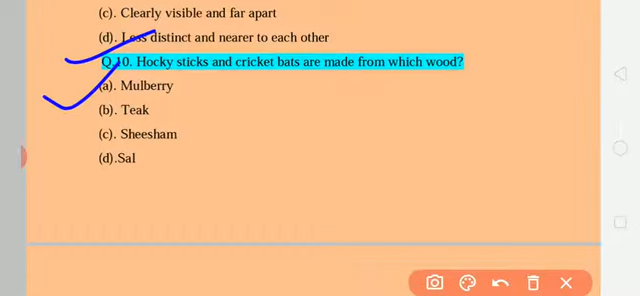 (c). Clearly visible and far apart
(d). Less distinct and nearer to each other
Q.10. Hocky sticks and cricket bats are made from which wood?
(a). Mulberry
(b). Teak
(c). Sheesham
(d).Sal